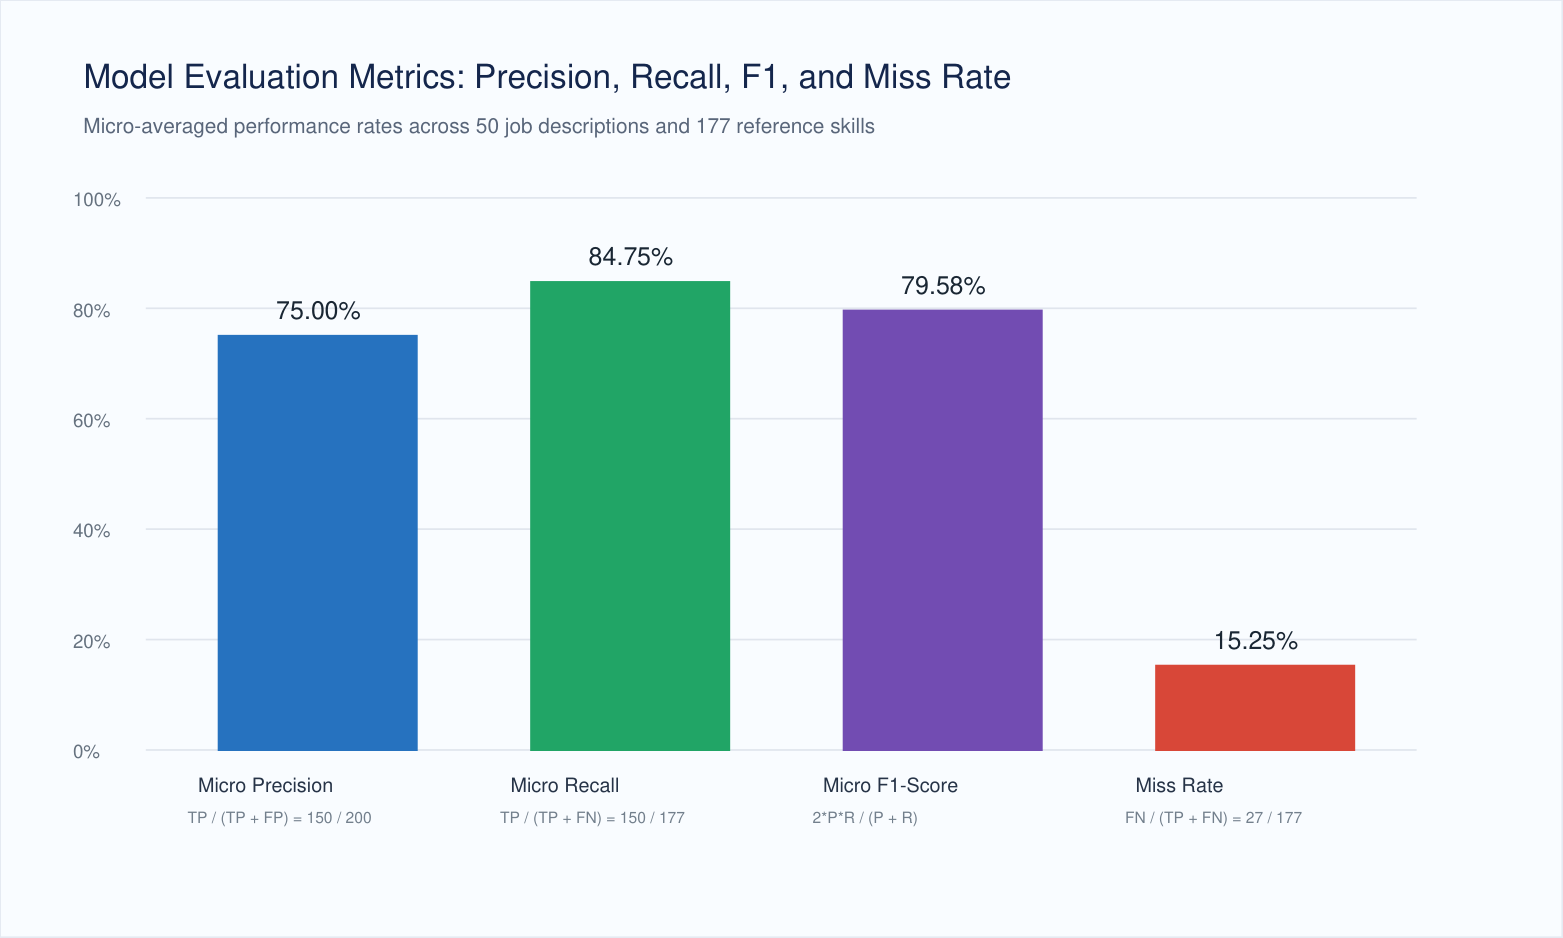 Model Evaluation Metrics: Precision, Recall, F1, and Miss Rate
Micro-averaged performance rates across 50 job descriptions and 177 reference skills
100%
80%
60%
40%
20%
0%
75.00%
84.75%
79.58%
15.25%
Micro Precision
TP / (TP + FP) = 150 / 200
Micro Recall
TP / (TP + FN) = 150 / 177
Micro F1-Score
2*P*R / (P + R)
Miss Rate
FN / (TP + FN) = 27 / 177